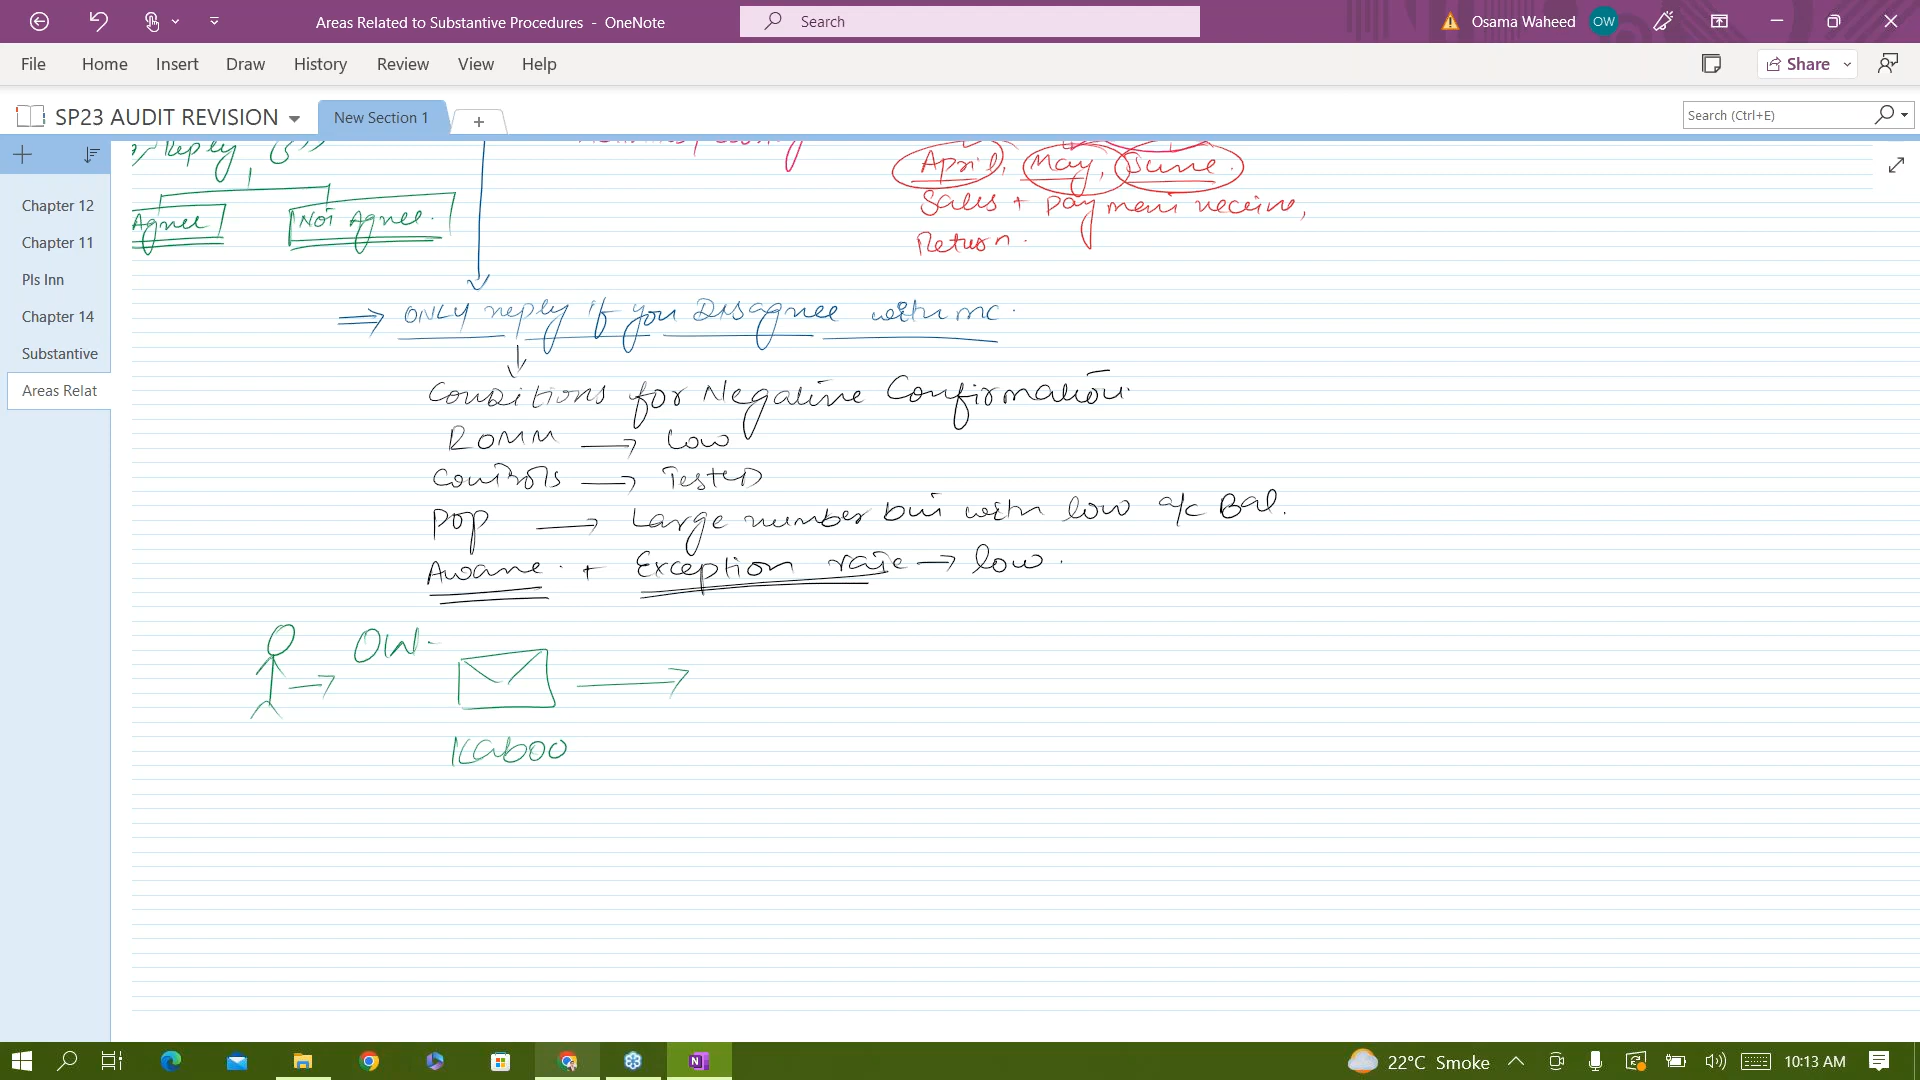 Areas Related to Substantive Procedures - OneNote
Search
Osama Waheed
OW
File Home Insert Draw History Review View Help
Share
SP23 AUDIT REVISION
New Section 1
Search (Ctrl+E)
Chapter 12
Chapter 11
Pls Inn
Chapter 14
Substantive
Areas Relat
Reply
Agree
Not Agree.
April, May, June.
Sales + payment receive,
Return.
⇒ ONLY reply if you Disagree with me.
Conditions for Negative Confirmation.
ROMM → Low
Controls → Tested
POP → Large number but with low a/c Bal.
Aware + Exception rate → low.
OW
Kaboo
22°C Smoke
10:13 AM